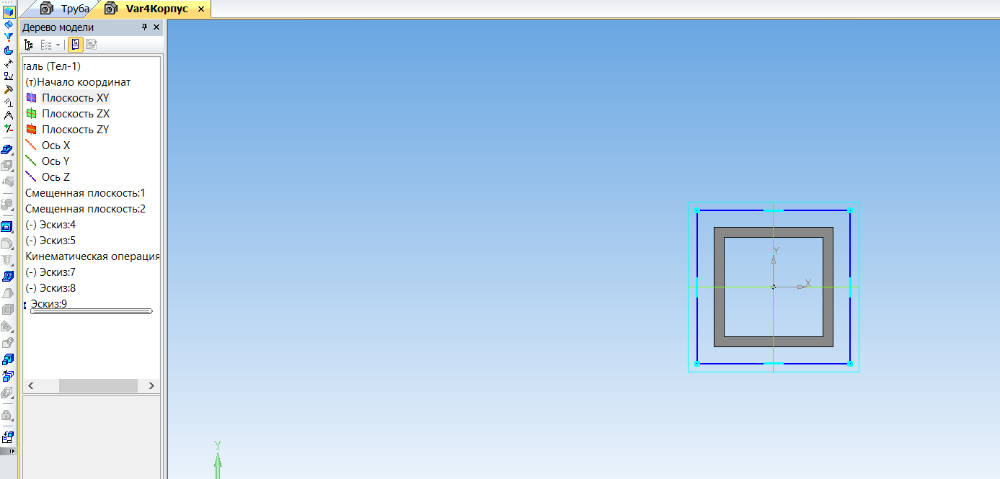 Труба
Var4Корпус
Дерево модели
таль (Тел-1)
(т)Начало координат
Плоскость XY
Плоскость ZX
Плоскость ZY
Ось X
Ось Y
Ось Z
Смещенная плоскость:1
Смещенная плоскость:2
(-) Эскиз:4
(-) Эскиз:5
Кинематическая операция
(-) Эскиз:7
(-) Эскиз:8
Эскиз:9
Y
X
Y